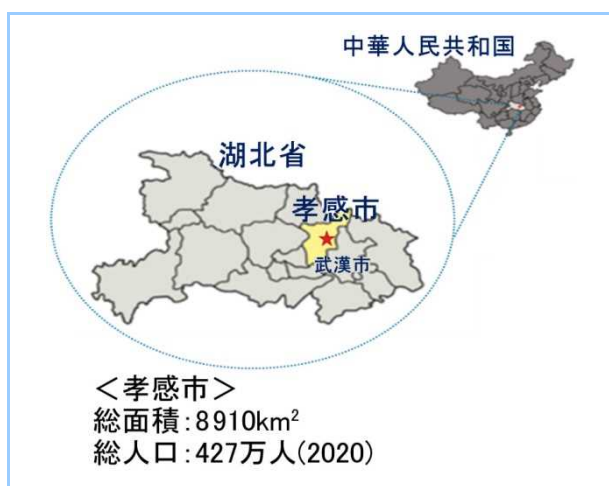 中華人民共和国
湖北省
孝感市
武漢市
＜孝感市＞
総面積:8910km²
総人口:427万人(2020)